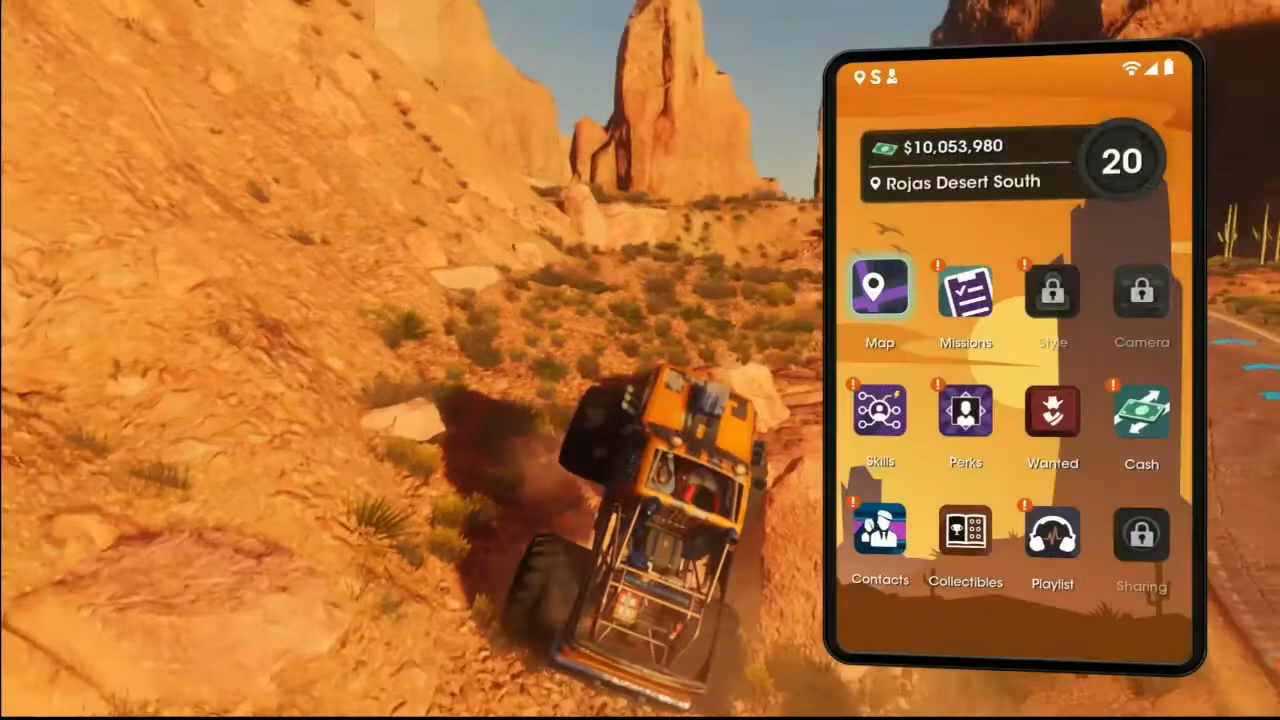 S
$10,053,980
20
Rojas Desert South
Map
Missions
Style
Camera
Skills
Perks
Wanted
Cash
Contacts
Collectibles
Playlist
Sharing